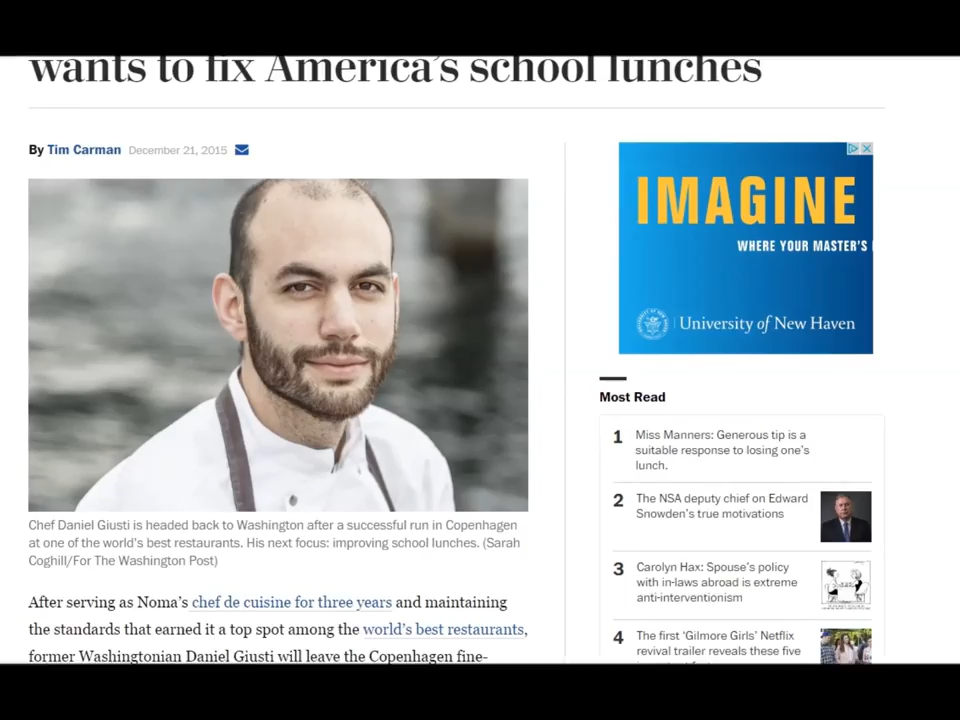 wants to fix America's school lunches
By Tim Carman December 21, 2015
Chef Daniel Giusti is headed back to Washington after a successful run in Copenhagen
at one of the world's best restaurants. His next focus: improving school lunches. (Sarah
Coghill/For The Washington Post)
After serving as Noma's chef de cuisine for three years and maintaining
the standards that earned it a top spot among the world's best restaurants,
former Washingtonian Daniel Giusti will leave the Copenhagen fine-
IMAGINE
WHERE YOUR MASTER'S
University of New Haven
Most Read
1 Miss Manners: Generous tip is a
suitable response to losing one's
lunch.
2 The NSA deputy chief on Edward
Snowden's true motivations
3 Carolyn Hax: Spouse's policy
with in-laws abroad is extreme
anti-interventionism
4 The first 'Gilmore Girls' Netflix
revival trailer reveals these five